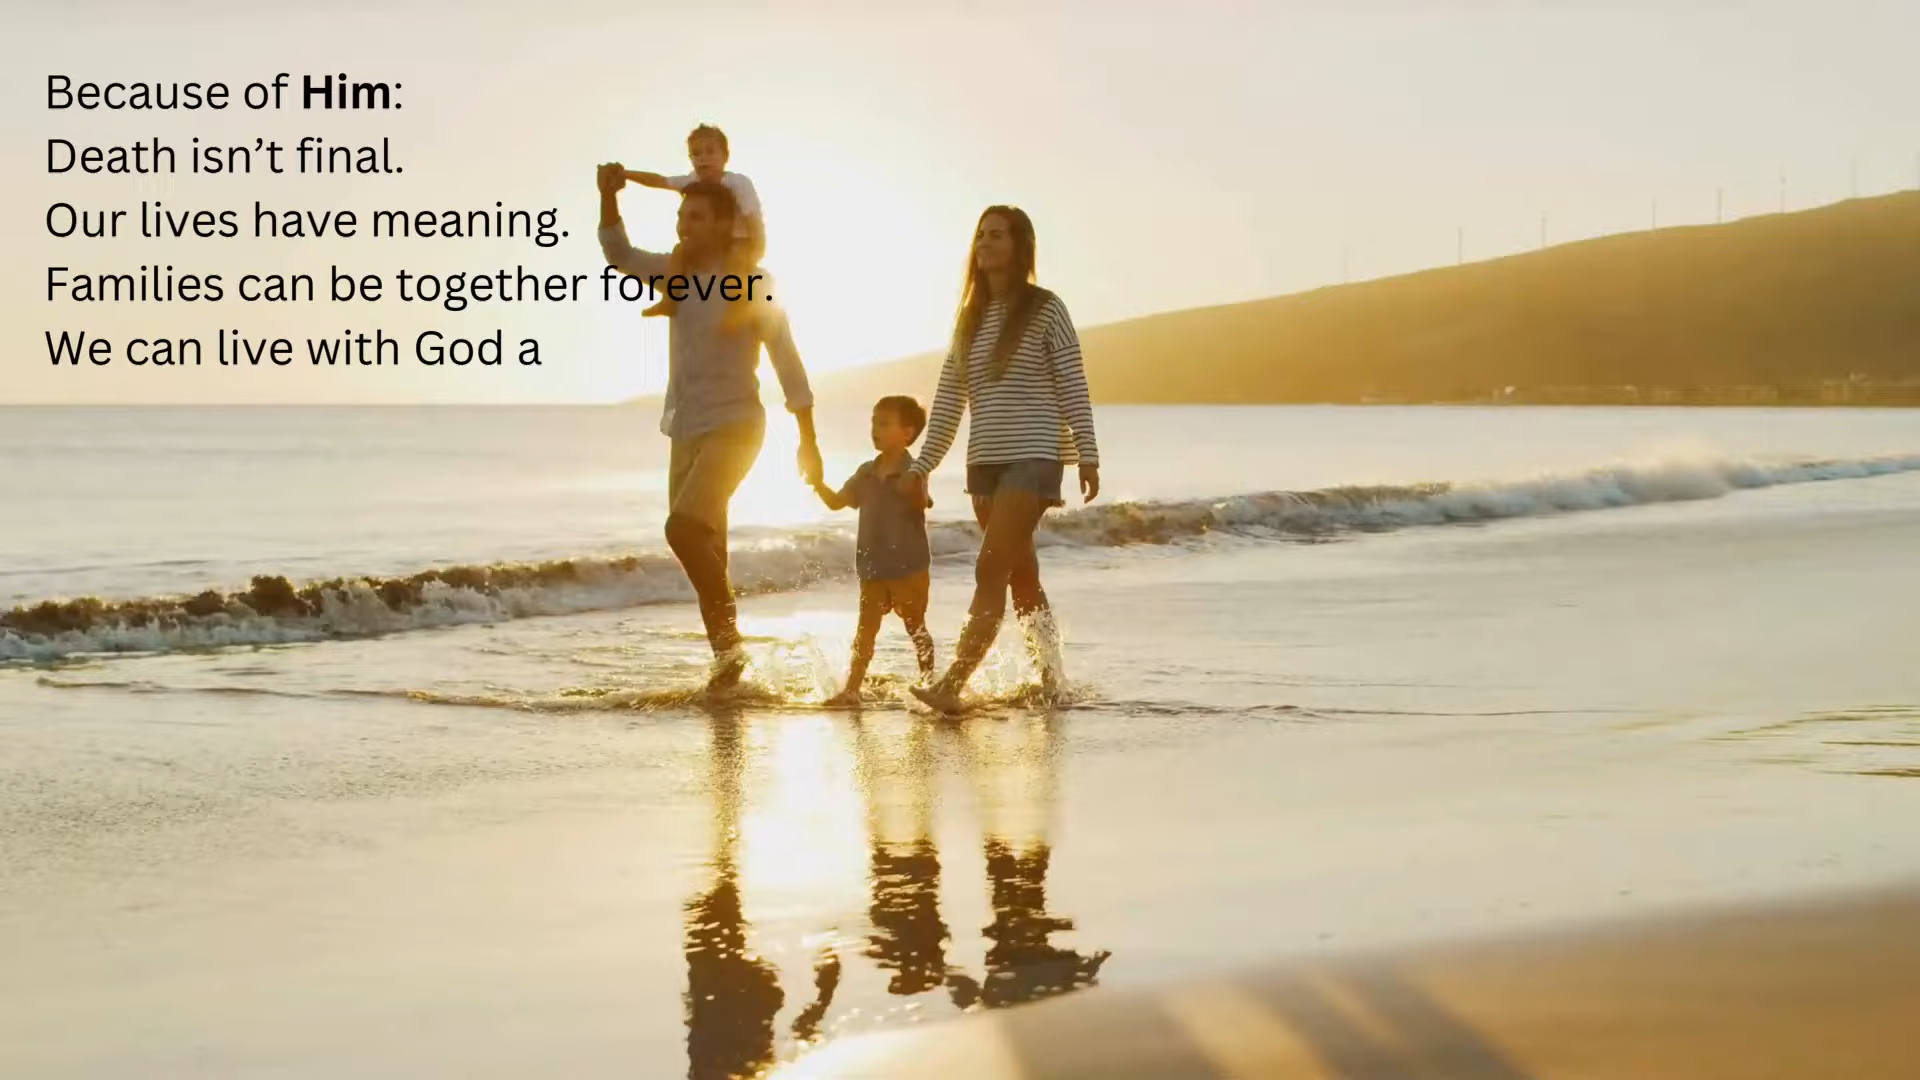 Because of Him:
Death isn’t final.
Our lives have meaning.
Families can be together forever.
We can live with God a